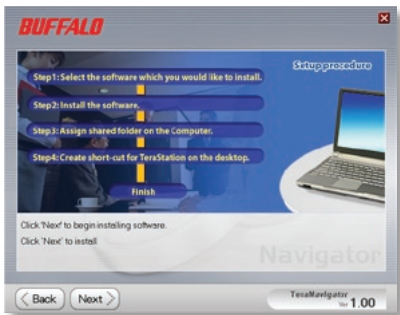 BUFFALO
Setup procedure
Step1: Select the software which you would like to install.
Step2: Install the software.
Step3: Assign shared folder on the Computer.
Step4: Create short-cut for TeraStation on the desktop.
Finish
Click 'Next' to begin installing software.
Click 'Next' to install.
Navigator
Back
Next
TeraNavigator
Ver 1.00